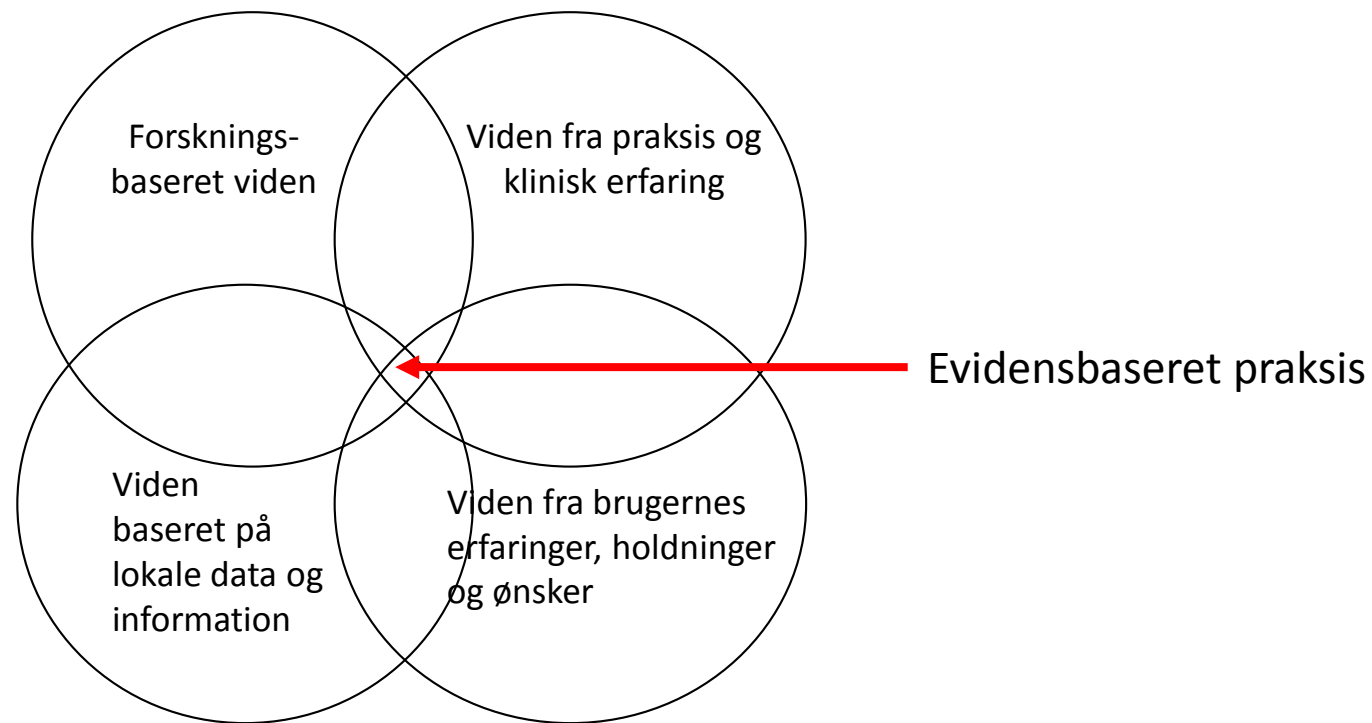 Forsknings-
baseret viden
Viden fra praksis og
klinisk erfaring
Evidensbaseret praksis
Viden
baseret på
lokale data og
information
Viden fra brugernes
erfaringer, holdninger
og ønsker